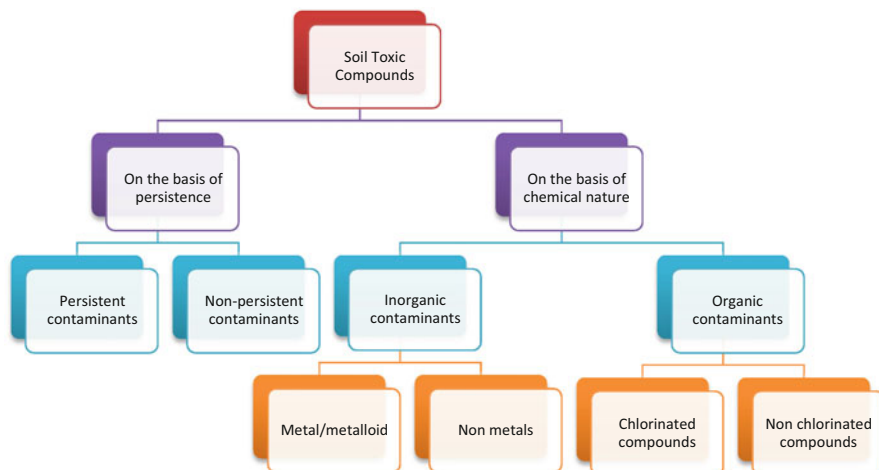 Soil Toxic
Compounds
On the basis of
persistence
On the basis of
chemical nature
Persistent
contaminants
Non-persistent
contaminants
Inorganic
contaminants
Organic
contaminants
Metal/metalloid
Non metals
Chlorinated
compounds
Non chlorinated
compounds